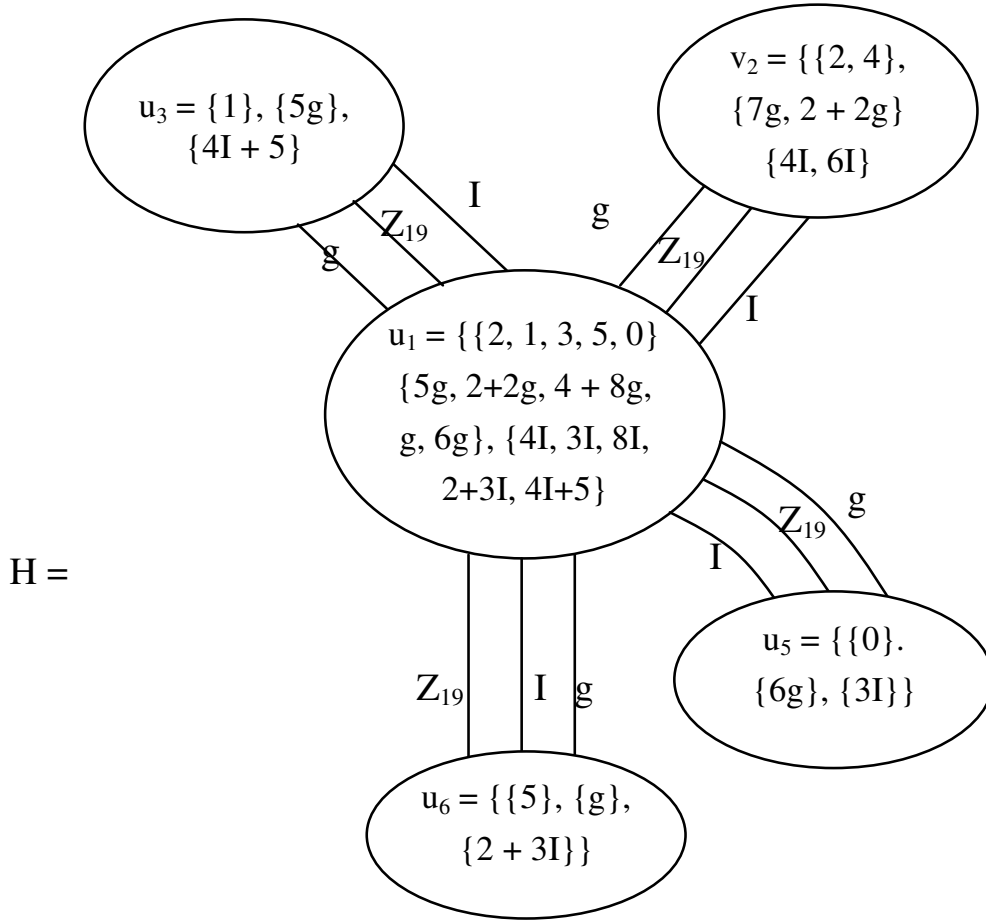 u₃ = {1}, {5g},
{4I + 5}
v₂ = {{2, 4},
{7g, 2 + 2g}
{4I, 6I}
I
g
Z₁₉
g
Z₁₉
I
u₁ = {{2, 1, 3, 5, 0}
{5g, 2+2g, 4 + 8g,
g, 6g}, {4I, 3I, 8I,
2+3I, 4I+5}
g
Z₁₉
I
H =
u₅ = {{0}.
{6g}, {3I}}
Z₁₉
I
g
u₆ = {{5}, {g},
{2 + 3I}}